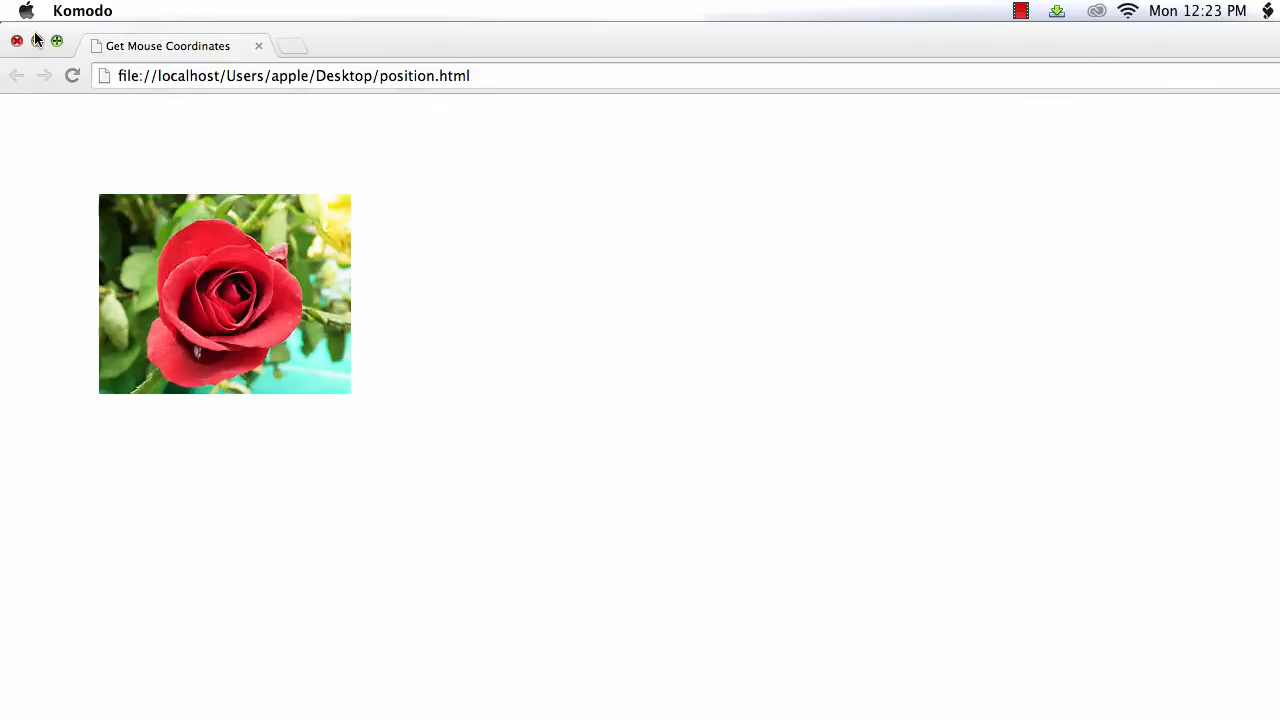 Komodo
Mon 12:23 PM
Get Mouse Coordinates
file://localhost/Users/apple/Desktop/position.html